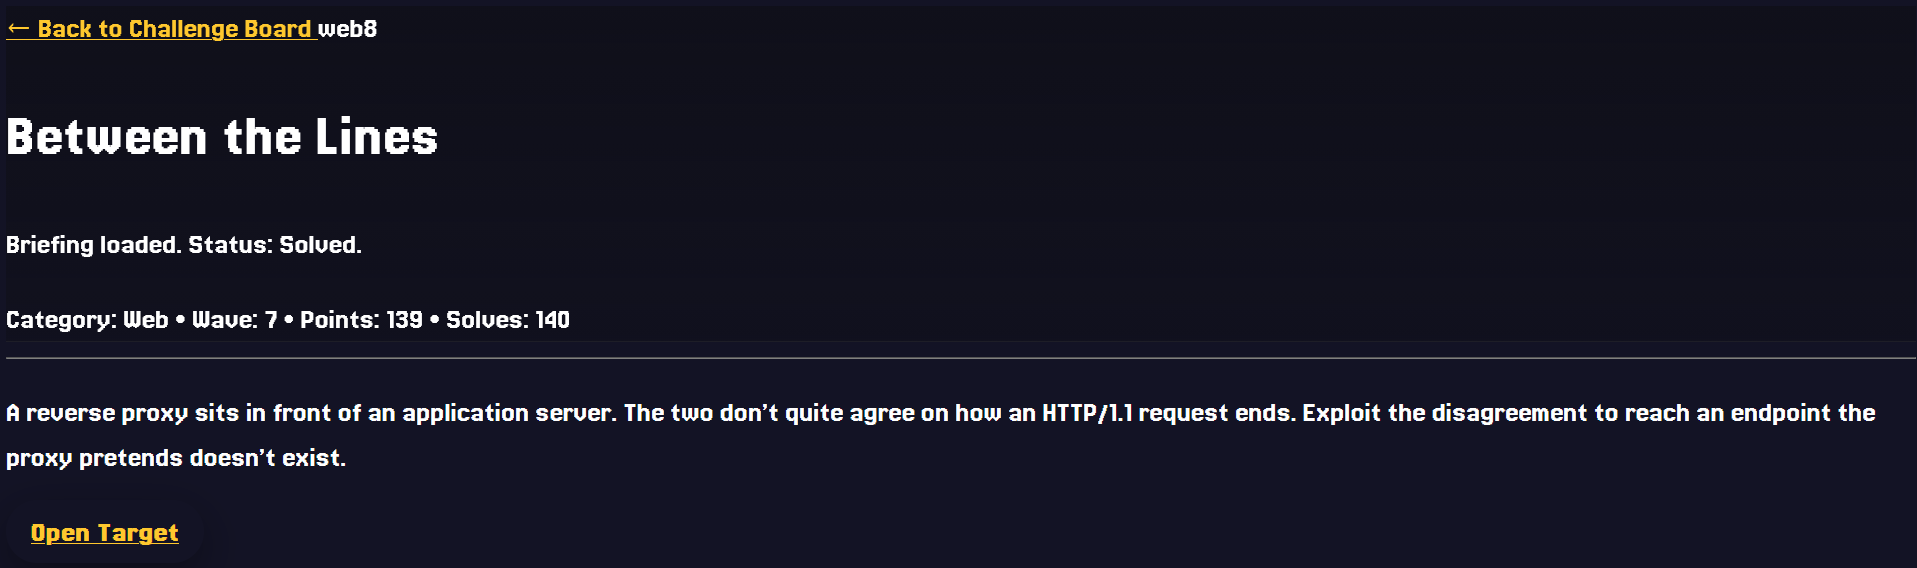 ← Back to Challenge Board web8
Between the Lines
Briefing loaded. Status: Solved.
Category: Web • Wave: 7 • Points: 139 • Solves: 140
A reverse proxy sits in front of an application server. The two don't quite agree on how an HTTP/1.1 request ends. Exploit the disagreement to reach an endpoint the
proxy pretends doesn't exist.
Open Target